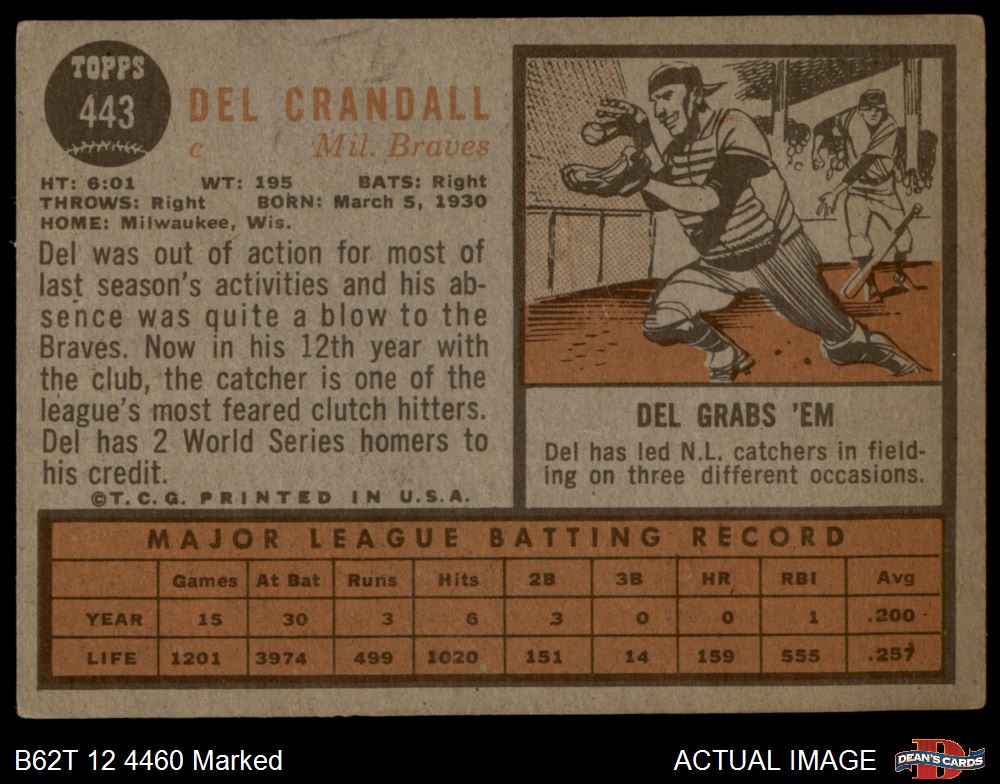 TOPPS
443
DEL CRANDALL
c Mil. Braves
HT: 6:01 WT: 195 BATS: Right
THROWS: Right BORN: March 5, 1930
HOME: Milwaukee, Wis.
Del was out of action for most of
last season's activities and his ab-
sence was quite a blow to the
Braves. Now in his 12th year with
the club, the catcher is one of the
league's most feared clutch hitters.
Del has 2 World Series homers to
his credit.
©T.C.G. PRINTED IN U.S.A.
DEL GRABS 'EM
Del has led N.L. catchers in field-
ing on three different occasions.
MAJOR LEAGUE BATTING RECORD
Games At Bat Runs Hits 2B 3B HR RBI Avg
YEAR 15 30 3 6 3 0 0 1 .200
LIFE 1201 3974 499 1020 151 14 159 555 .257
B62T 12 4460 Marked
ACTUAL IMAGE
DEAN'S CARDS